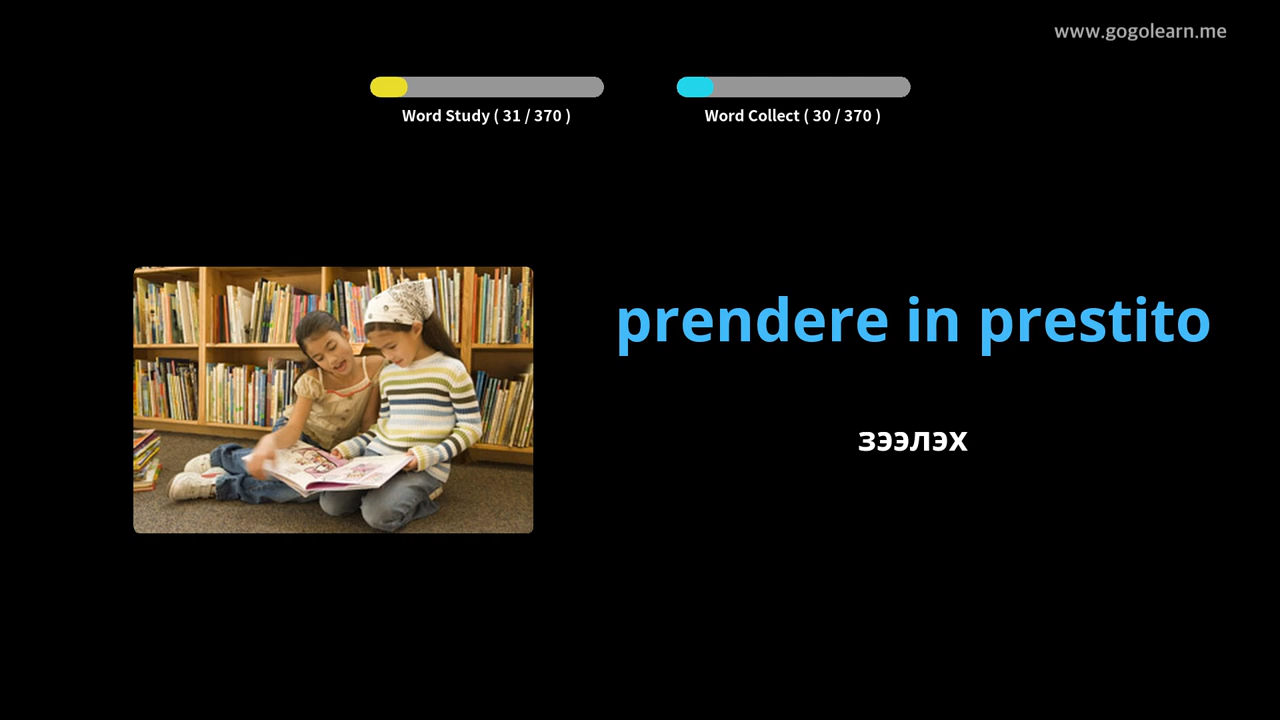 www.gogolearn.me
Word Study ( 31 / 370 )
Word Collect ( 30 / 370 )
prendere in prestito
зээлэх